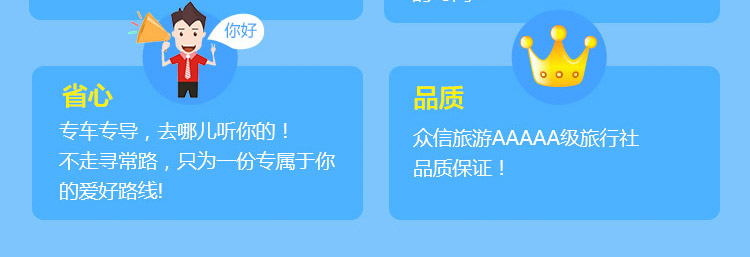 你好
省心
专车专导，去哪儿听你的！
不走寻常路，只为一份专属于你
的爱好路线!
品质
众信旅游AAAAA级旅行社
品质保证！